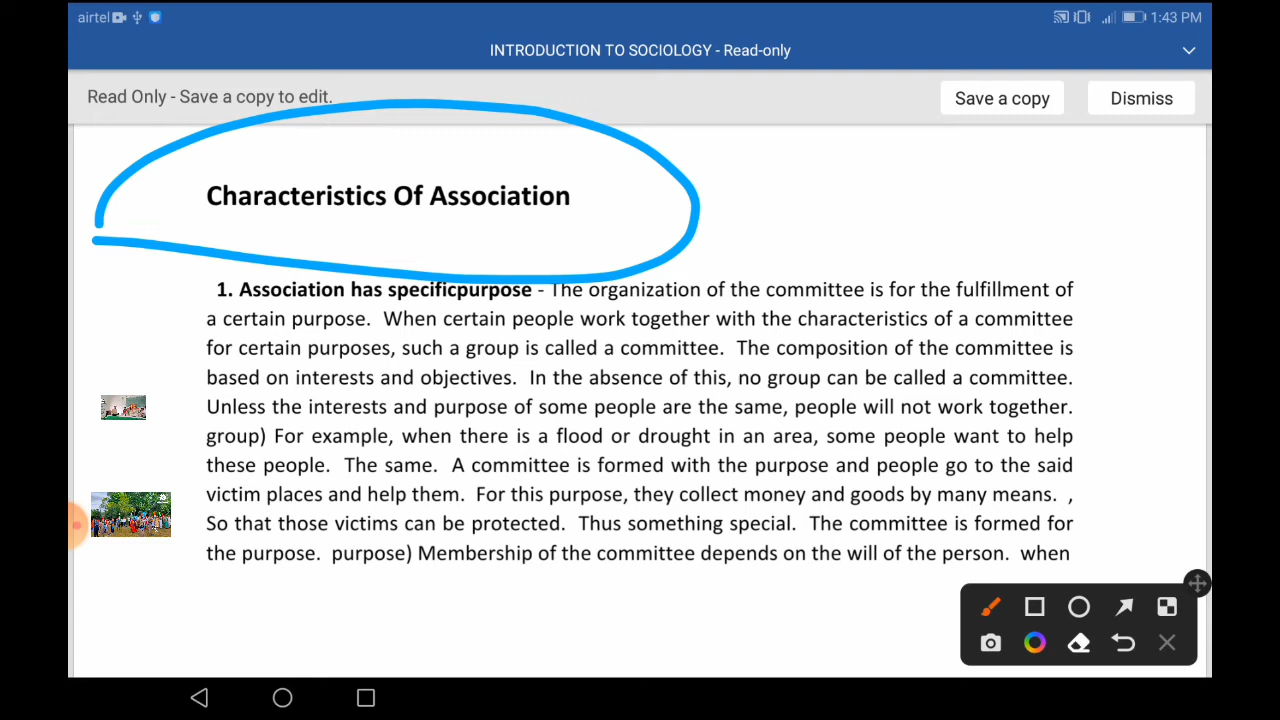 airtel
1:43 PM
INTRODUCTION TO SOCIOLOGY - Read-only
Read Only - Save a copy to edit.
Save a copy
Dismiss
Characteristics Of Association
1. Association has specificpurpose - The organization of the committee is for the fulfillment of
a certain purpose. When certain people work together with the characteristics of a committee
for certain purposes, such a group is called a committee. The composition of the committee is
based on interests and objectives. In the absence of this, no group can be called a committee.
Unless the interests and purpose of some people are the same, people will not work together.
group) For example, when there is a flood or drought in an area, some people want to help
these people. The same. A committee is formed with the purpose and people go to the said
victim places and help them. For this purpose, they collect money and goods by many means. ,
So that those victims can be protected. Thus something special. The committee is formed for
the purpose. purpose) Membership of the committee depends on the will of the person. when